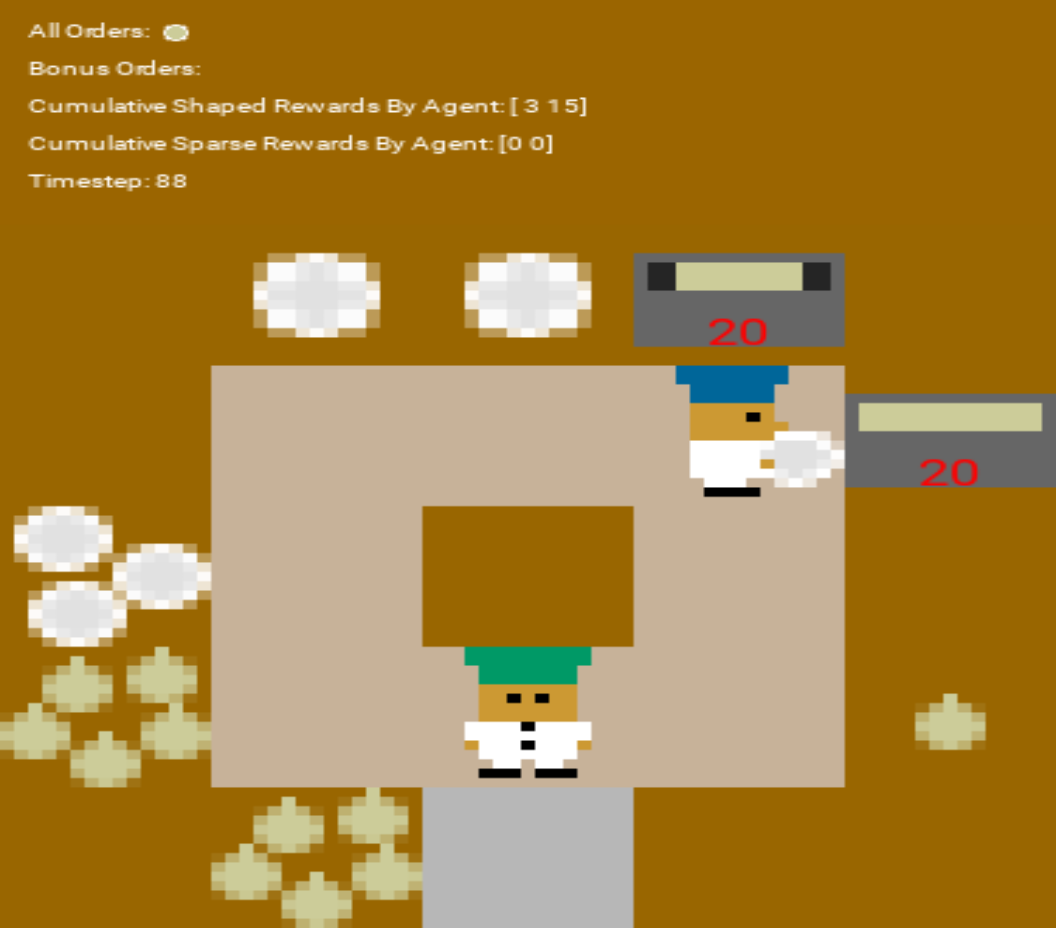 All Orders:
Bonus Orders:
Cumulative Shaped Rewards By Agent: [ 3 15]
Cumulative Sparse Rewards By Agent: [0 0]
Timestep: 88
20
20